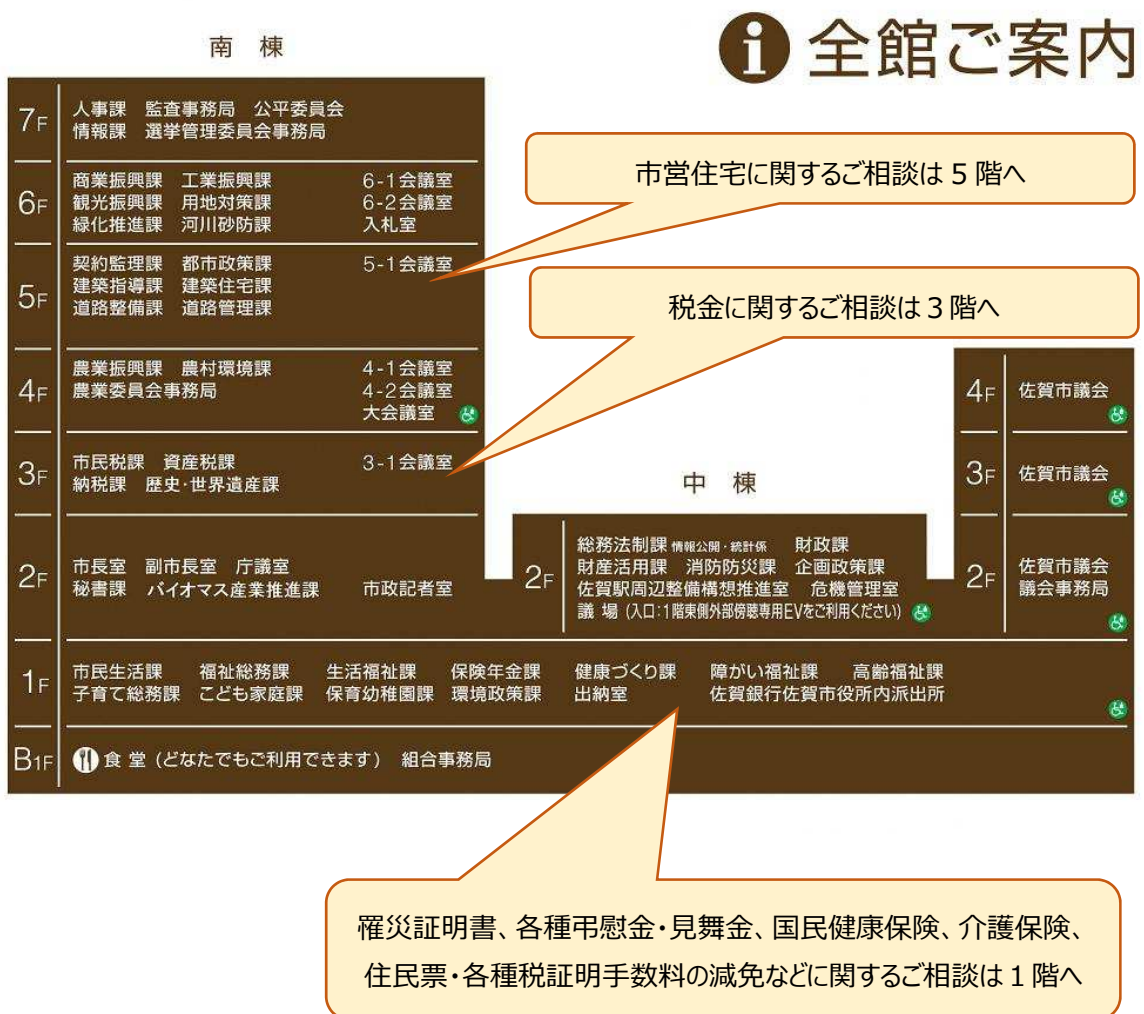 全館ご案内
南棟
7F
人事課 監査事務局 公平委員会
情報課 選挙管理委員会事務局
市営住宅に関するご相談は5階へ
6F
商業振興課 工業振興課 6-1会議室
観光振興課 用地対策課 6-2会議室
緑化推進課 河川砂防課 入札室
5F
契約監理課 都市政策課 5-1会議室
建築指導課 建築住宅課
道路整備課 道路管理課
税金に関するご相談は3階へ
4F
農業振興課 農村環境課 4-1会議室
農業委員会事務局 4-2会議室
大会議室
3F
市民税課 資産税課 3-1会議室
納税課 歴史・世界遺産課
2F
市長室 副市長室 庁議室
秘書課 バイオマス産業推進課 市政記者室
中棟
2F
総務法制課 情報公開・統計係 財政課
財産活用課 消防防災課 企画政策課
佐賀駅周辺整備構想推進室 危機管理室
議場(入口:1階東側外部傍聴専用EVをご利用ください)
4F
佐賀市議会
3F
佐賀市議会
2F
佐賀市議会
議会事務局
1F
市民生活課 福祉総務課 生活福祉課 保険年金課 健康づくり課 障がい福祉課 高齢福祉課
子育て総務課 こども家庭課 保育幼稚園課 環境政策課 出納室 佐賀銀行佐賀市役所内派出所
B1F
食堂(どなたでもご利用できます) 組合事務局
罹災証明書、各種弔慰金・見舞金、国民健康保険、介護保険、
住民票・各種税証明手数料の減免などに関するご相談は1階へ